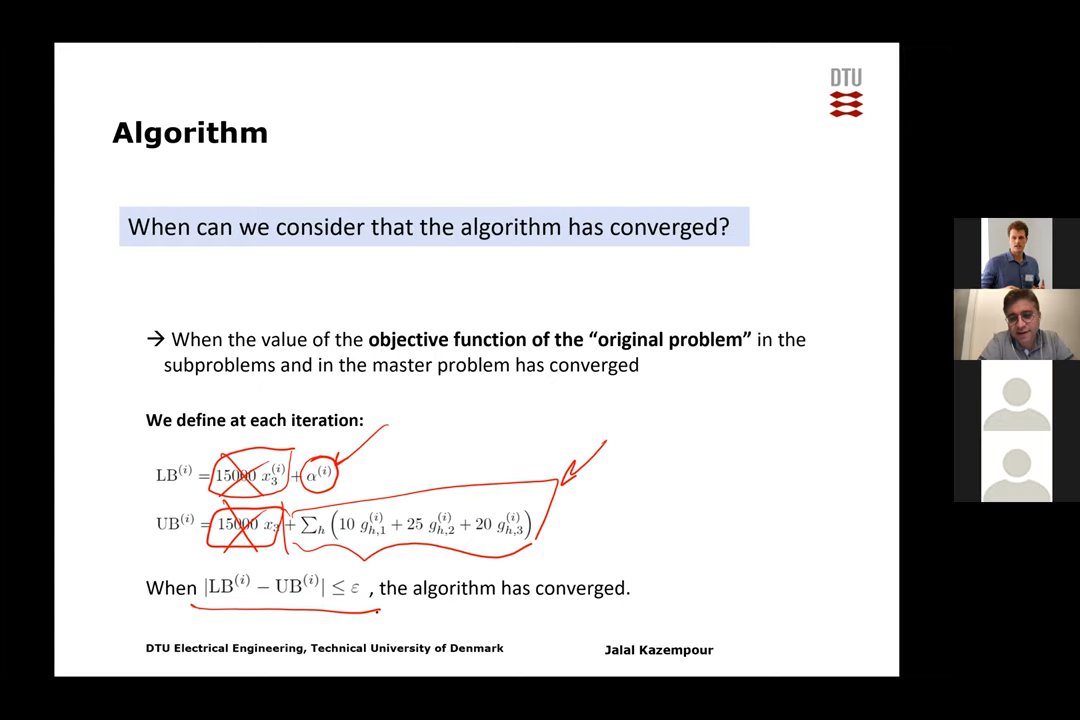 DTU
Algorithm
When can we consider that the algorithm has converged?
→ When the value of the objective function of the “original problem” in the
subproblems and in the master problem has converged
We define at each iteration:
LB^(i) = 15000 x_3^(i) + α^(i)
UB^(i) = 15000 x_3 + ∑_h (10 g_{h,1}^(i) + 25 g_{h,2}^(i) + 20 g_{h,3}^(i))
When |LB^(i) − UB^(i)| ≤ ε , the algorithm has converged.
DTU Electrical Engineering, Technical University of Denmark Jalal Kazempour